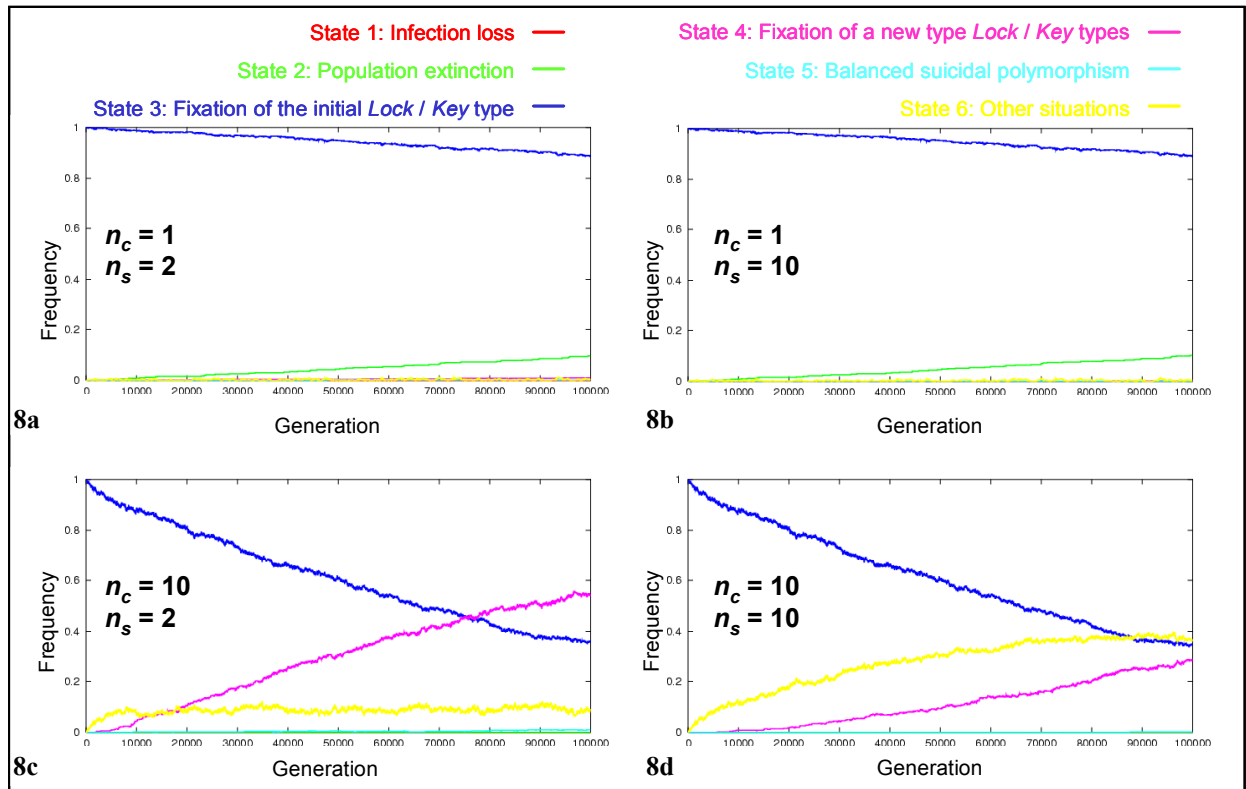 State 1: Infection loss
State 2: Population extinction
State 3: Fixation of the initial Lock / Key type
State 4: Fixation of a new type Lock / Key types
State 5: Balanced suicidal polymorphism
State 6: Other situations
1
0.8
0.6
0.4
0.2
0
Frequency
n_c = 1
n_s = 2
0 10000 20000 30000 40000 50000 60000 70000 80000 90000 100000
8a
Generation
1
0.8
0.6
0.4
0.2
0
Frequency
n_c = 1
n_s = 10
0 10000 20000 30000 40000 50000 60000 70000 80000 90000 100000
8b
Generation
1
0.8
0.6
0.4
0.2
0
Frequency
n_c = 10
n_s = 2
0 10000 20000 30000 40000 50000 60000 70000 80000 90000 100000
8c
Generation
1
0.8
0.6
0.4
0.2
0
Frequency
n_c = 10
n_s = 10
0 10000 20000 30000 40000 50000 60000 70000 80000 90000 100000
8d
Generation